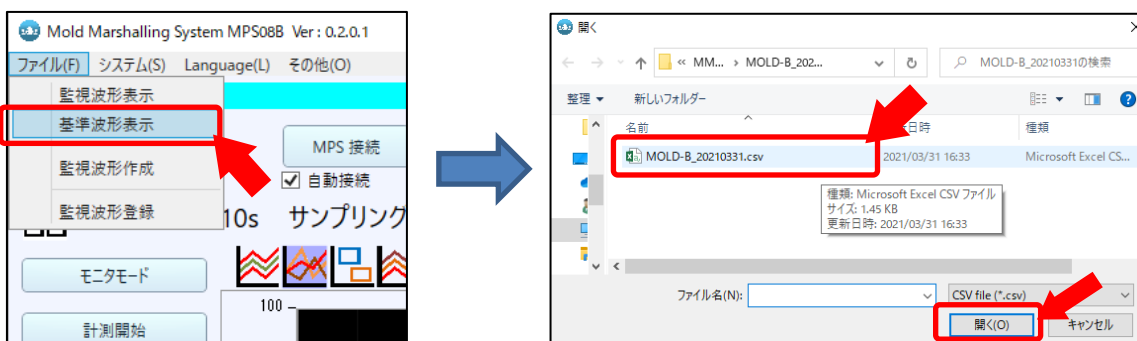 Mold Marshalling System MPS08B Ver : 0.2.0.1
ファイル(F) システム(S) Language(L) その他(O)
監視波形表示
基準波形表示
監視波形作成
監視波形登録
MPS 接続
自動接続
10s サンプリング
モニタモード
計測開始
100
開く
« MM... › MOLD-B_202...
MOLD-B_20210331の検索
整理 新しいフォルダー
名前 日時 種類
MOLD-B_20210331.csv 2021/03/31 16:33 Microsoft Excel CS...
種類: Microsoft Excel CSV ファイル
サイズ: 1.45 KB
更新日時: 2021/03/31 16:33
ファイル名(N): CSV file (*.csv)
開く(O) キャンセル